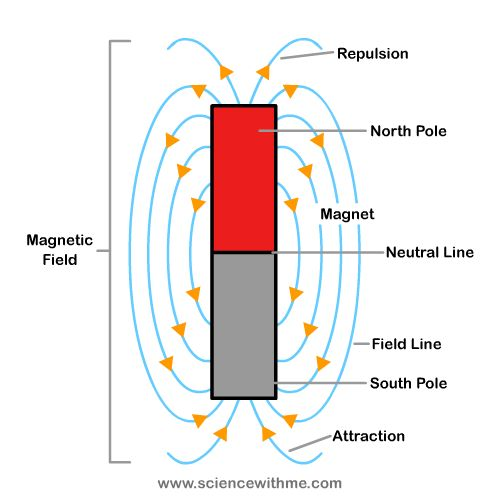 Repulsion
North Pole
Magnet
Magnetic
Field
Neutral Line
Field Line
South Pole
Attraction
www.sciencewithme.com